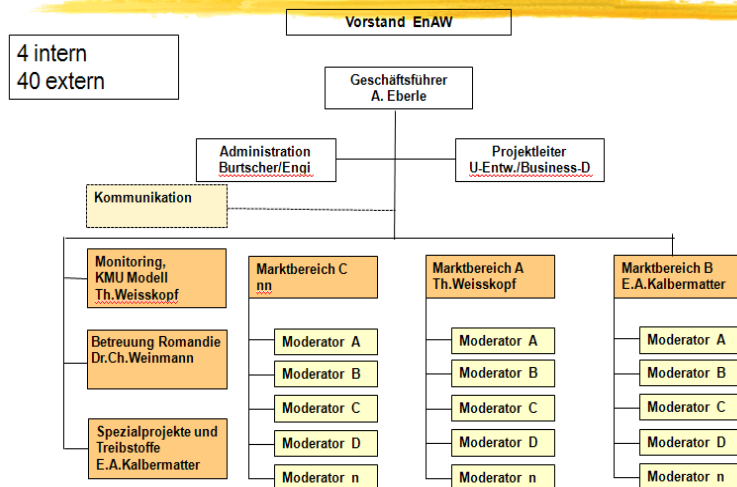 Vorstand EnAW
4 intern
40 extern
Geschäftsführer
A. Eberle
Administration
Burtscher/Engi
Projektleiter
U-Entw./Business-D
Kommunikation
Monitoring,
KMU Modell
Th.Weisskopf
Marktbereich C
nn
Marktbereich A
Th.Weisskopf
Marktbereich B
E.A.Kalbermatter
Betreuung Romandie
Dr.Ch.Weinmann
Spezialprojekte und
Treibstoffe
E.A.Kalbermatter
Moderator A
Moderator B
Moderator C
Moderator D
Moderator n
Moderator A
Moderator B
Moderator C
Moderator D
Moderator n
Moderator A
Moderator B
Moderator C
Moderator D
Moderator n